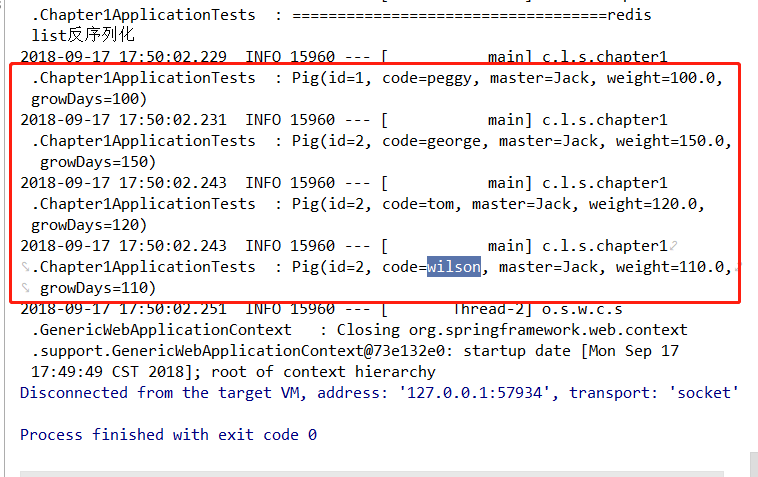 .Chapter1ApplicationTests  : ===================================redis
list反序列化
2018-09-17 17:50:02.229  INFO 15960 --- [           main] c.l.s.chapter1
.Chapter1ApplicationTests  : Pig(id=1, code=peggy, master=Jack, weight=100.0,
growDays=100)
2018-09-17 17:50:02.231  INFO 15960 --- [           main] c.l.s.chapter1
.Chapter1ApplicationTests  : Pig(id=2, code=george, master=Jack, weight=150.0,
growDays=150)
2018-09-17 17:50:02.243  INFO 15960 --- [           main] c.l.s.chapter1
.Chapter1ApplicationTests  : Pig(id=2, code=tom, master=Jack, weight=120.0,
growDays=120)
2018-09-17 17:50:02.243  INFO 15960 --- [           main] c.l.s.chapter1
.Chapter1ApplicationTests  : Pig(id=2, code=wilson, master=Jack, weight=110.0,
growDays=110)
2018-09-17 17:50:02.251  INFO 15960 --- [       Thread-2] o.s.w.c.s
.GenericWebApplicationContext   : Closing org.springframework.web.context
.support.GenericWebApplicationContext@73e132e0: startup date [Mon Sep 17
17:49:49 CST 2018]; root of context hierarchy
Disconnected from the target VM, address: '127.0.0.1:57934', transport: 'socket'
Process finished with exit code 0